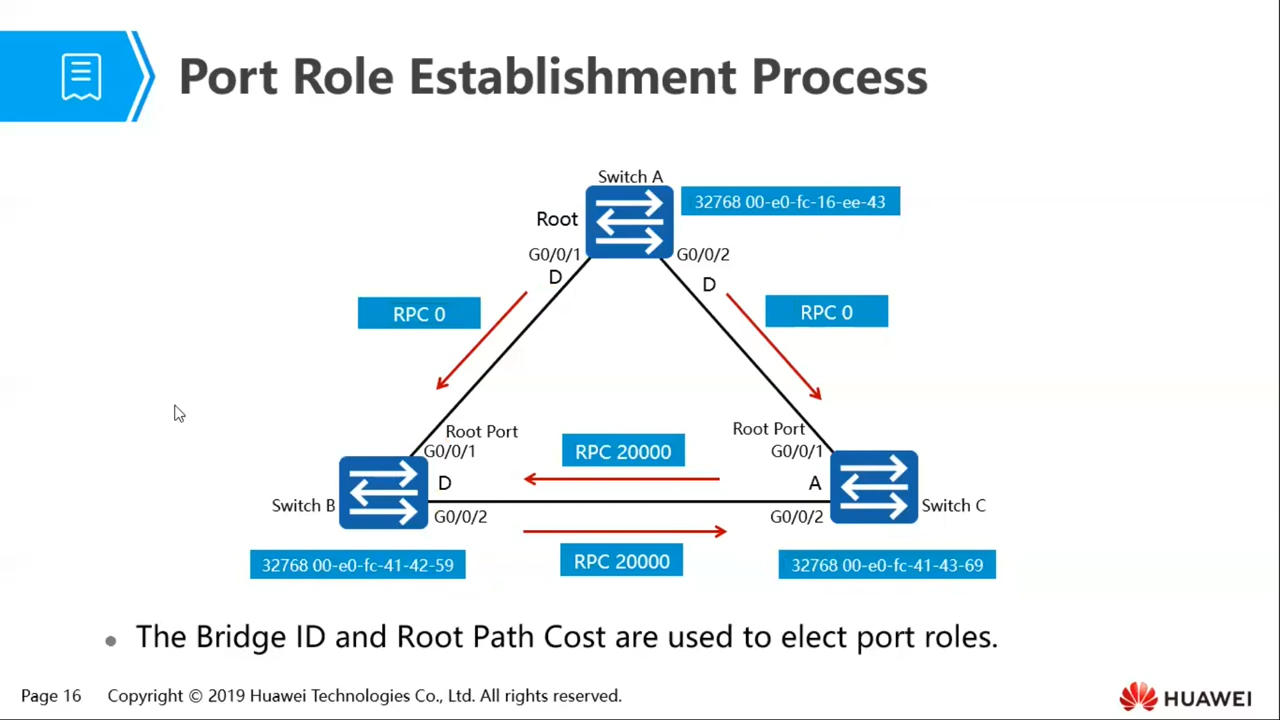 Port Role Establishment Process
Switch A
32768 00-e0-fc-16-ee-43
Root
G0/0/1
G0/0/2
D
D
RPC 0
RPC 0
Root Port
Root Port
G0/0/1
RPC 20000
G0/0/1
D
A
Switch B
Switch C
G0/0/2
G0/0/2
RPC 20000
32768 00-e0-fc-41-42-59
32768 00-e0-fc-41-43-69
• The Bridge ID and Root Path Cost are used to elect port roles.
Page 16 Copyright © 2019 Huawei Technologies Co., Ltd. All rights reserved.
HUAWEI